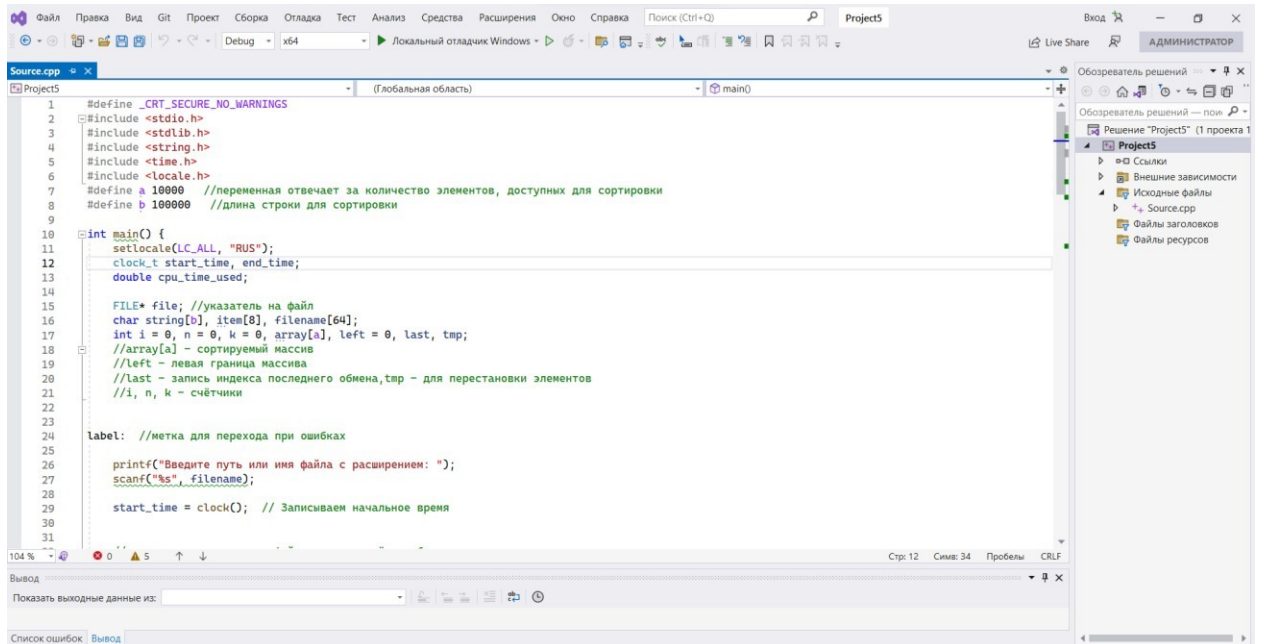 Файл Правка Вид Git Проект Сборка Отладка Тест Анализ Средства Расширения Окно Справка Поиск (Ctrl+Q) Project5 Вход
Debug x64 Локальный отладчик Windows Live Share АДМИНИСТРАТОР
Source.cpp Обозреватель решений
Project5 (Глобальная область) main()
Обозреватель решений — поис
Решение "Project5" (1 проекта 1
Project5
Ссылки
Внешние зависимости
Исходные файлы
Source.cpp
Файлы заголовков
Файлы ресурсов
1 #define _CRT_SECURE_NO_WARNINGS
2 #include <stdio.h>
3 #include <stdlib.h>
4 #include <string.h>
5 #include <time.h>
6 #include <locale.h>
7 #define a 10000 //переменная отвечает за количество элементов, доступных для сортировки
8 #define b 100000 //длина строки для сортировки
9
10 int main() {
11 setlocale(LC_ALL, "RUS");
12 clock_t start_time, end_time;
13 double cpu_time_used;
14
15 FILE* file; //указатель на файл
16 char string[b], item[8], filename[64];
17 int i = 0, n = 0, k = 0, array[a], left = 0, last, tmp;
18 //array[a] - сортируемый массив
19 //left - левая граница массива
20 //last - запись индекса последнего обмена,tmp - для перестановки элементов
21 //i, n, k - счётчики
22
23
24 label: //метка для перехода при ошибках
25
26 printf("Введите путь или имя файла с расширением: ");
27 scanf("%s", filename);
28
29 start_time = clock(); // Записываем начальное время
30
31
104 % 0 5 Стр: 12 Симв: 34 Пробелы CRLF
Вывод
Показать выходные данные из:
Список ошибок Вывод